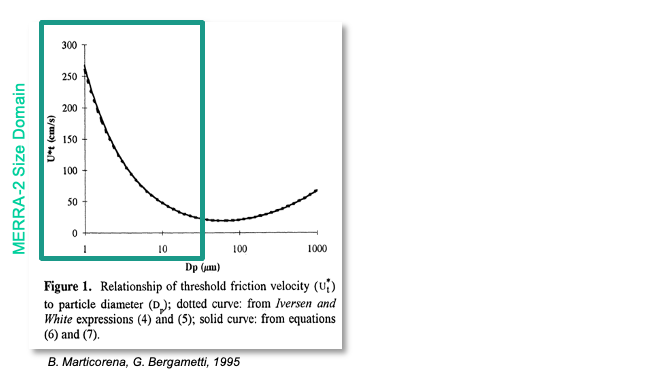 MERRA-2 Size Domain
300
250
200
150
100
50
0
U*t (cm/s)
1 10 100 1000
Dp (μm)
Figure 1. Relationship of threshold friction velocity (U*t)
to particle diameter (Dp); dotted curve: from Iversen and
White expressions (4) and (5); solid curve: from equations
(6) and (7).
B. Marticorena, G. Bergametti, 1995